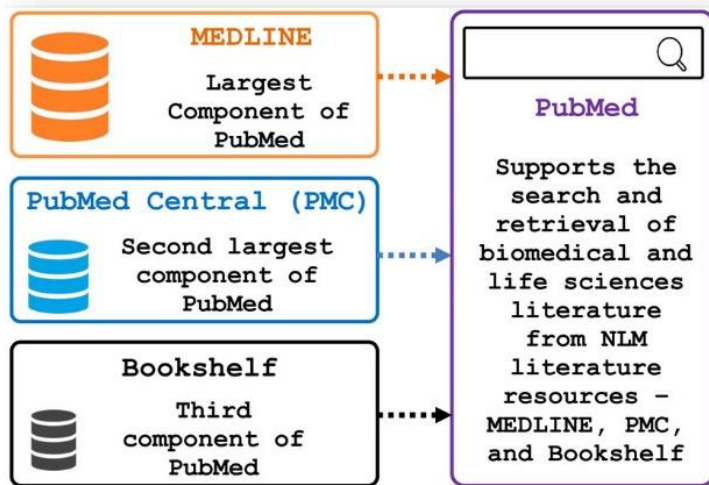 MEDLINE
Largest
Component of
PubMed
PubMed Central (PMC)
Second largest
component of
PubMed
Bookshelf
Third
component of
PubMed
PubMed
Supports the
search and
retrieval of
biomedical and
life sciences
literature
from NLM
literature
resources –
MEDLINE, PMC,
and Bookshelf